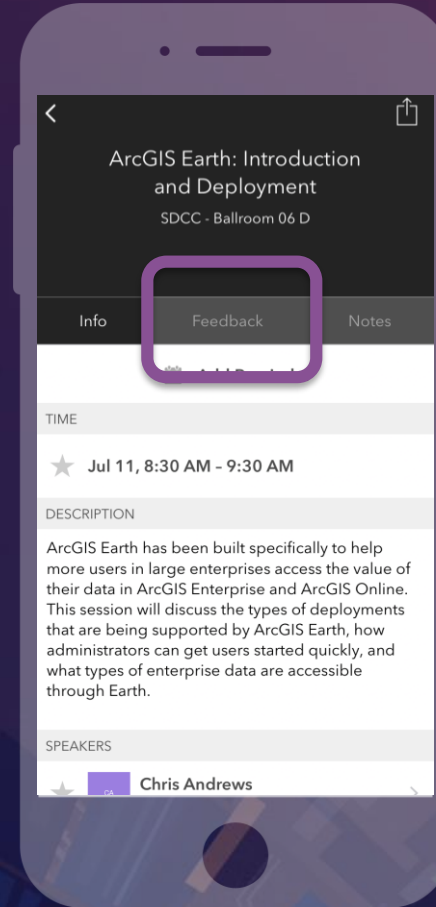 ArcGIS Earth: Introduction
and Deployment
SDCC - Ballroom 06 D
Info
Feedback
Notes
TIME
Jul 11, 8:30 AM – 9:30 AM
DESCRIPTION
ArcGIS Earth has been built specifically to help
more users in large enterprises access the value of
their data in ArcGIS Enterprise and ArcGIS Online.
This session will discuss the types of deployments
that are being supported by ArcGIS Earth, how
administrators can get users started quickly, and
what types of enterprise data are accessible
through Earth.
SPEAKERS
CA
Chris Andrews